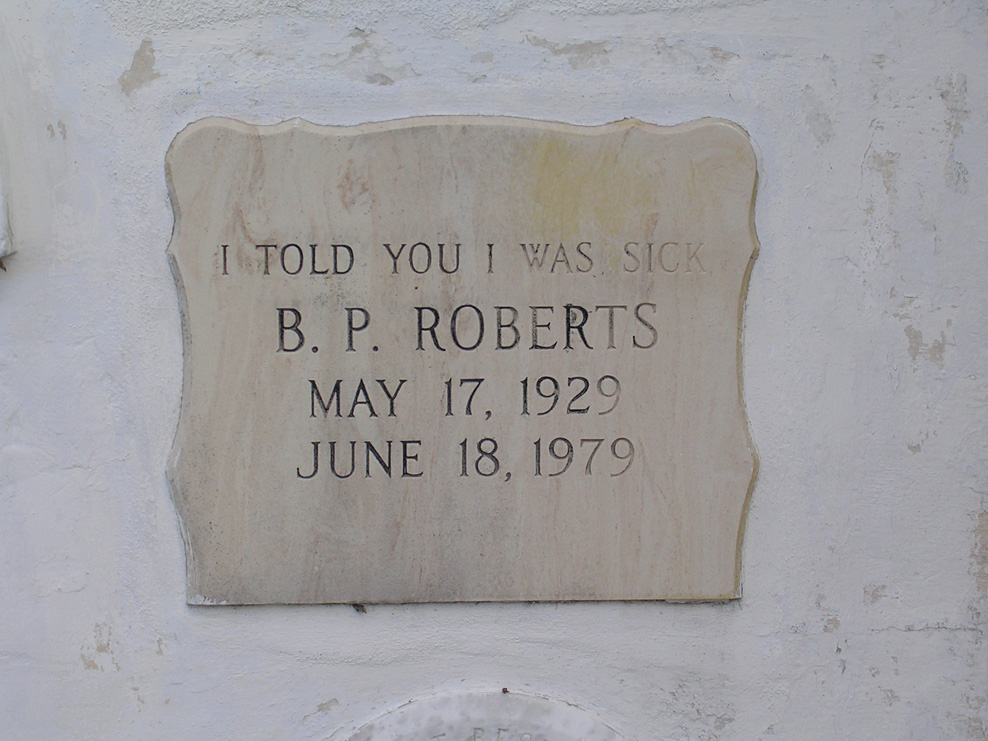 I TOLD YOU I WAS SICK
B. P. ROBERTS
MAY 17, 1929
JUNE 18, 1979